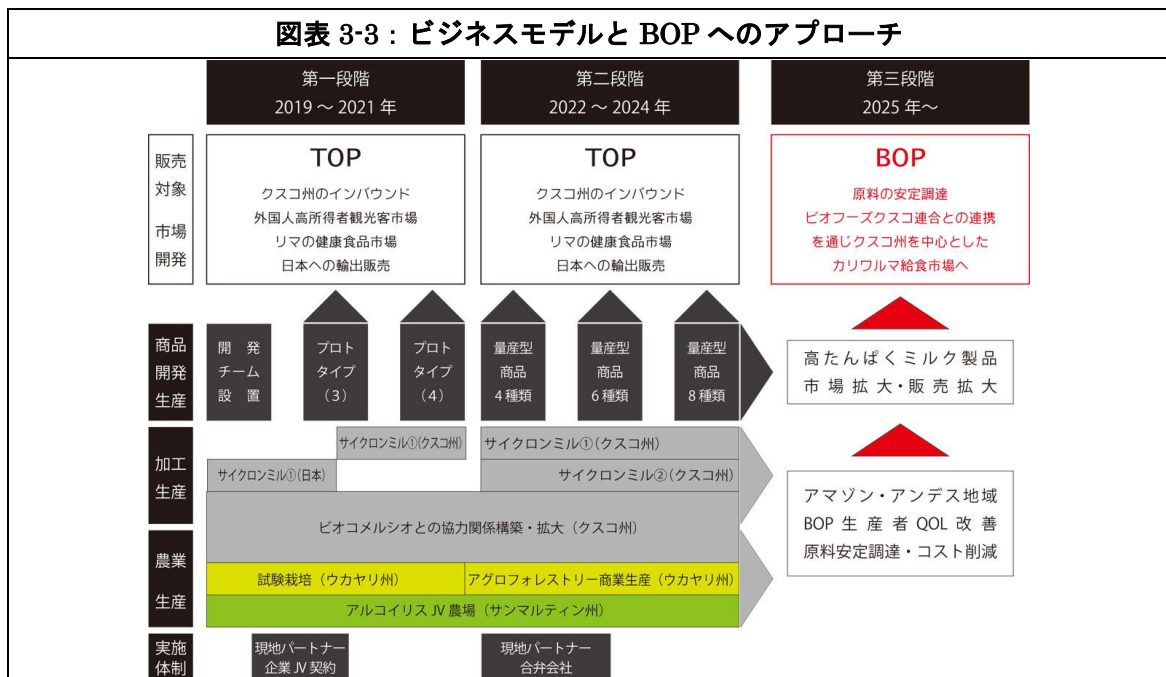 図表 3-3：ビジネスモデルと BOP へのアプローチ
第一段階
2019 ～ 2021 年
第二段階
2022 ～ 2024 年
第三段階
2025 年～
販売
対象
市場
開発
TOP
クスコ州のインバウンド
外国人高所得者観光客市場
リマの健康食品市場
日本への輸出販売
TOP
クスコ州のインバウンド
外国人高所得者観光客市場
リマの健康食品市場
日本への輸出販売
BOP
原料の安定調達
ビオフーズクスコ連合との連携
を通じクスコ州を中心とした
カリワルマ給食市場へ
商品
開発
生産
開発
チーム
設置
プロト
タイプ
（3）
プロト
タイプ
（4）
量産型
商品
4 種類
量産型
商品
6 種類
量産型
商品
8 種類
高たんぱくミルク製品
市場拡大・販売拡大
加工
生産
サイクロンミル①(クスコ州)
サイクロンミル①(クスコ州)
サイクロンミル①(日本)
サイクロンミル②(クスコ州)
ビオコメルシオとの協力関係構築・拡大（クスコ州）
アマゾン・アンデス地域
BOP 生産者 QOL 改善
原料安定調達・コスト削減
農業
生産
試験栽培（ウカヤリ州）
アグロフォレストリー商業生産（ウカヤリ州）
アルコイリス JV 農場（サンマルティン州）
実施
体制
現地パートナー
企業 JV 契約
現地パートナー
合弁会社